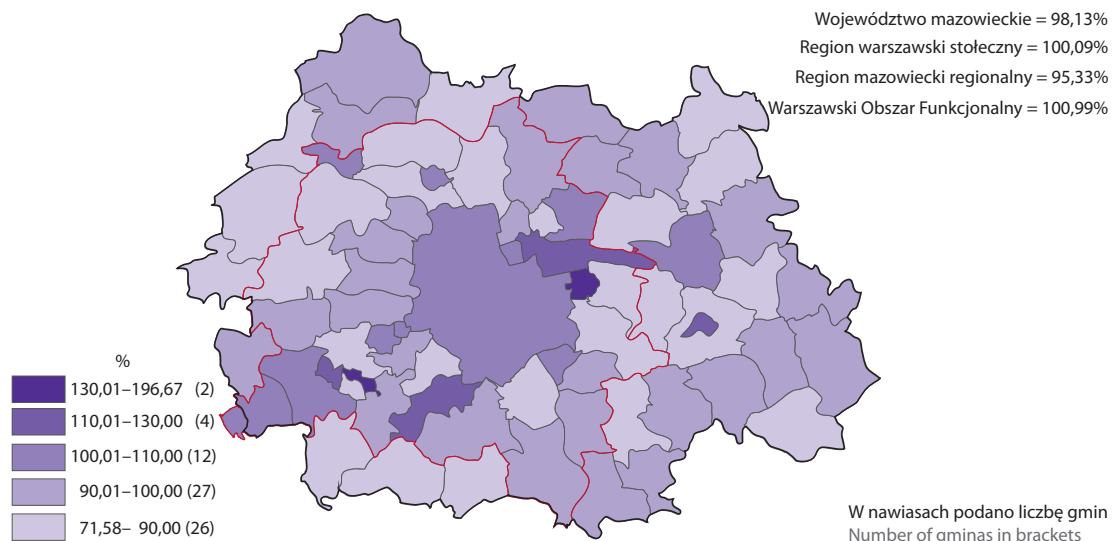 Województwo mazowieckie = 98,13%
Region warszawski stołeczny = 100,09%
Region mazowiecki regionalny = 95,33%
Warszawski Obszar Funkcjonalny = 100,99%
%
130,01–196,67 (2)
110,01–130,00 (4)
100,01–110,00 (12)
90,01–100,00 (27)
71,58– 90,00 (26)
W nawiasach podano liczbę gmin
Number of gminas in brackets